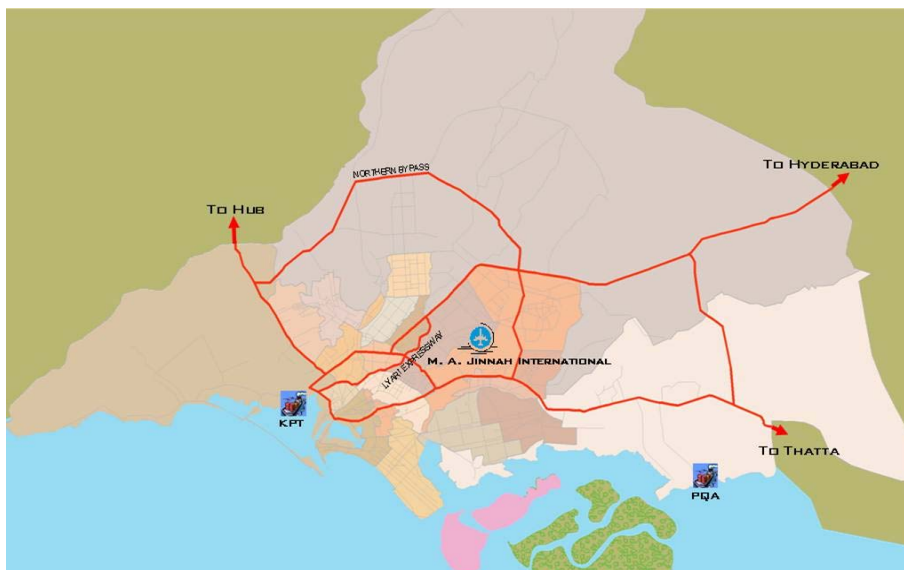 TO HYDERABAD
NORTHERN BYPASS
TO HUB
LYARI EXPRESSWAY
M. A. JINNAH INTERNATIONAL
KPT
TO THATTA
PQA